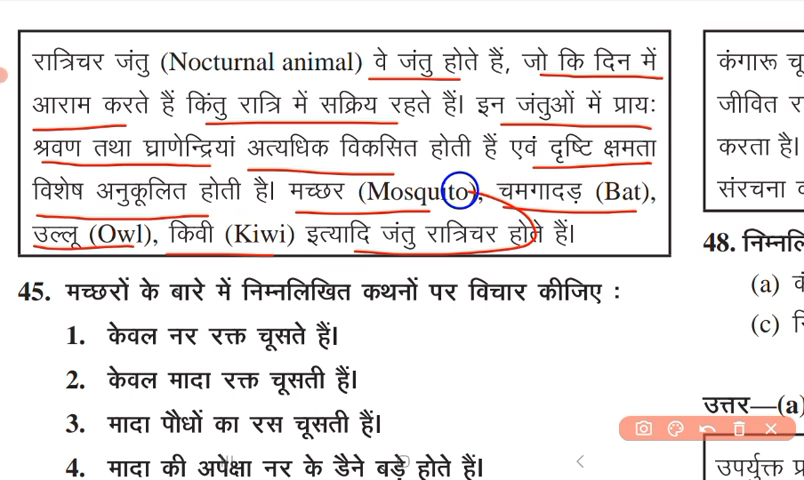 रात्रिचर जंतु (Nocturnal animal) वे जंतु होते हैं, जो कि दिन में
आराम करते हैं किंतु रात्रि में सक्रिय रहते हैं। इन जंतुओं में प्रायः
श्रवण तथा घ्राणेन्द्रियां अत्यधिक विकसित होती हैं एवं दृष्टि क्षमता
विशेष अनुकूलित होती है। मच्छर (Mosquito), चमगादड़ (Bat),
उल्लू (Owl), किवी (Kiwi) इत्यादि जंतु रात्रिचर होते हैं।
45. मच्छरों के बारे में निम्नलिखित कथनों पर विचार कीजिए :
1. केवल नर रक्त चूसते हैं।
2. केवल मादा रक्त चूसती हैं।
3. मादा पौधों का रस चूसती हैं।
4. मादा की अपेक्षा नर के डैने बड़े होते हैं।
कंगारू
जीवित
करता है।
संरचना
48.
(a)
(c)
उत्तर—(a)
उपर्युक्त